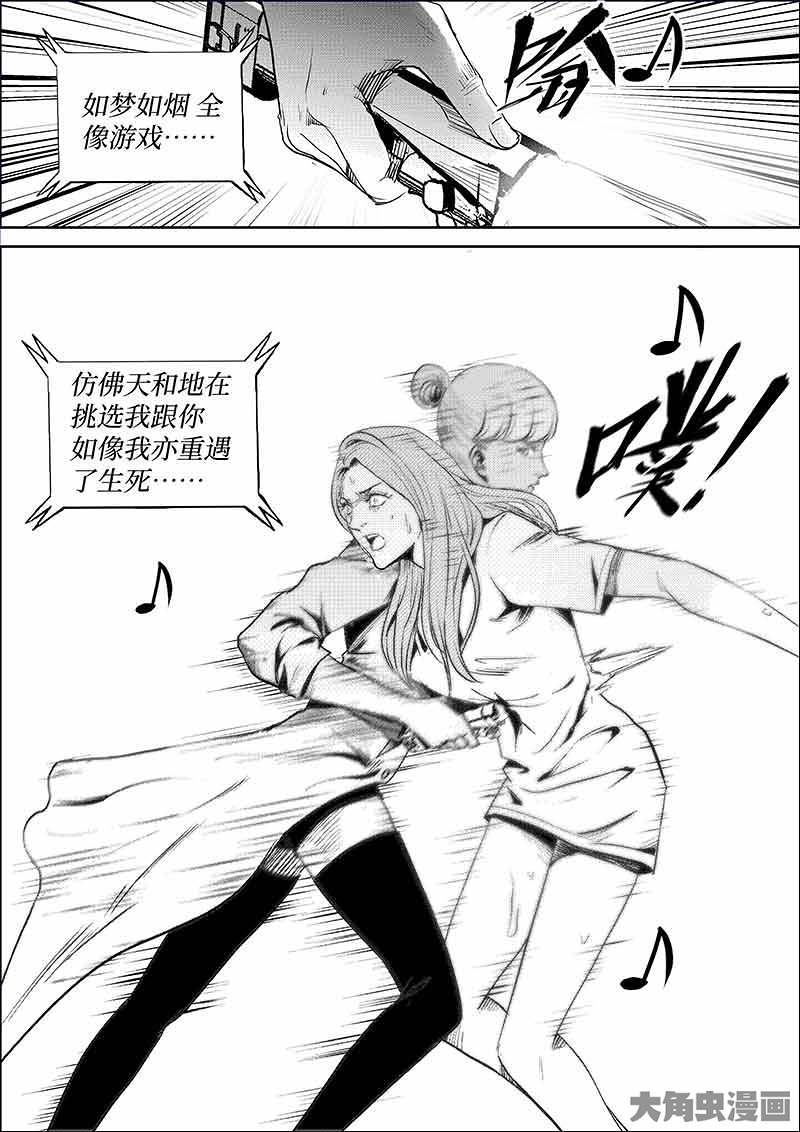 如梦如烟 全
像游戏……
啥
仿佛天和地在
挑选我跟你
如像我亦重遇
了生死……
噗!
大角虫漫画